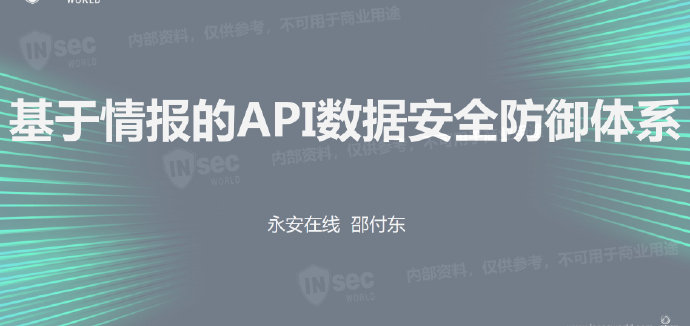 WORLD
内部资料，仅供参考，不可用于商业用途
INsec
WORLD
基于情报的API数据安全防御体系
内部资料，仅供参考，不可用于商业用途
INsec
WORLD
永安在线 邵付东
内部资料，仅供参考，不可用于商业用途
INsec
WORLD